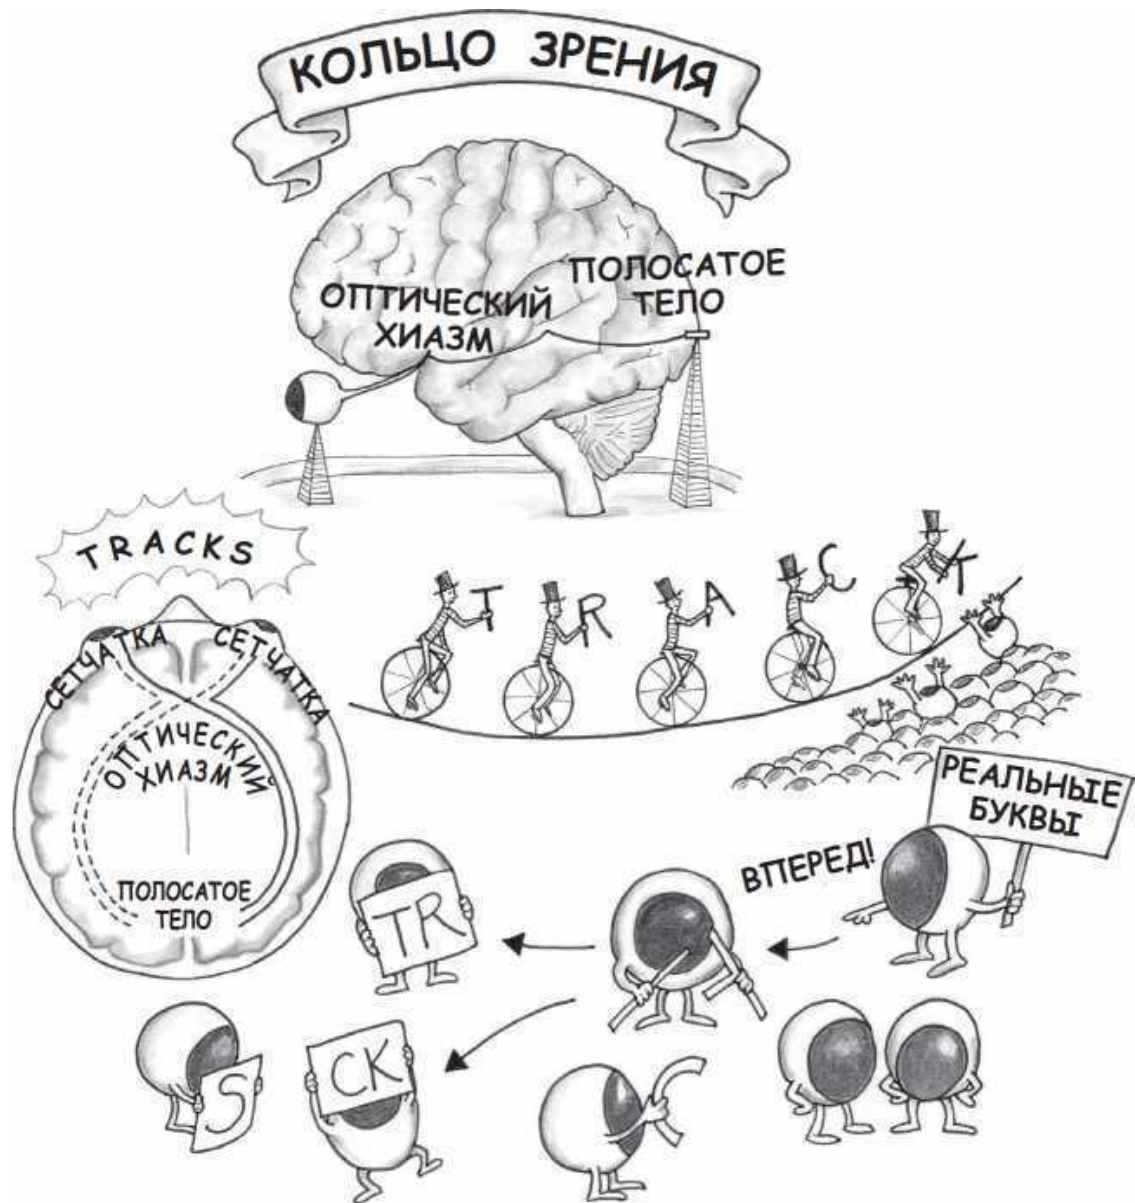 КОЛЬЦО ЗРЕНИЯ
ПОЛОСАТОЕ
ТЕЛО
ОПТИЧЕСКИЙ
ХИАЗМ
TRACKS
T R A C K
СЕТЧАТКА СЕТЧАТКА
ОПТИЧЕСКИЙ
ХИАЗМ
ПОЛОСАТОЕ
ТЕЛО
РЕАЛЬНЫЕ
БУКВЫ
ВПЕРЕД!
TR
S
CK